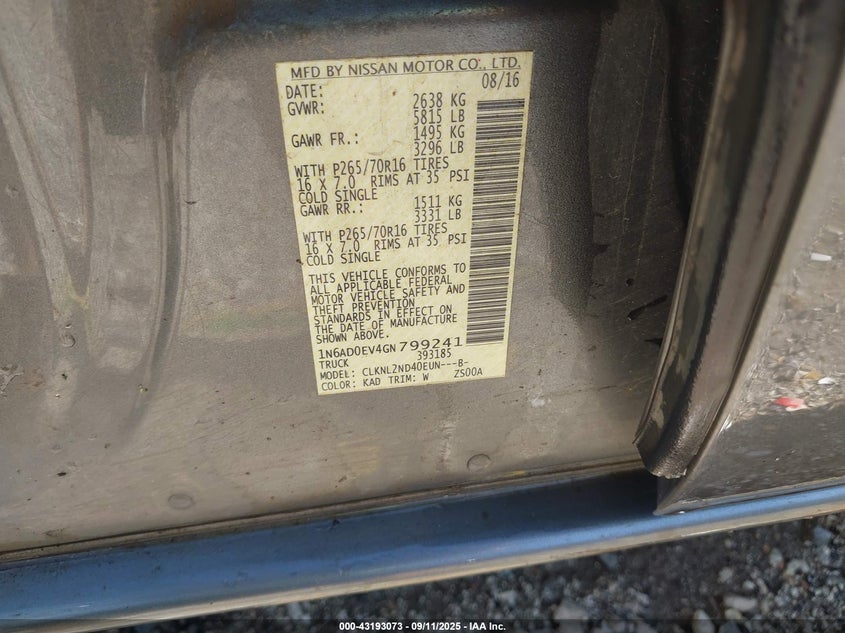 MFD BY NISSAN MOTOR CO., LTD.
DATE: 08/16
GVWR: 2638 KG
5815 LB
GAWR FR.: 1495 KG
3296 LB
WITH P265/70R16 TIRES
16 X 7.0 RIMS AT 35 PSI
COLD SINGLE
GAWR RR.: 1511 KG
3331 LB
WITH P265/70R16 TIRES
16 X 7.0 RIMS AT 35 PSI
COLD SINGLE
THIS VEHICLE CONFORMS TO
ALL APPLICABLE FEDERAL
MOTOR VEHICLE SAFETY AND
THEFT PREVENTION
STANDARDS IN EFFECT ON
THE DATE OF MANUFACTURE
SHOWN ABOVE.
1N6AD0EV4GN799241
TRUCK 393185
MODEL: CLKNL2ND40EUN---B-
COLOR: KAD TRIM: W ZS00A
000-43193073 - 09/11/2025 - IAA Inc.